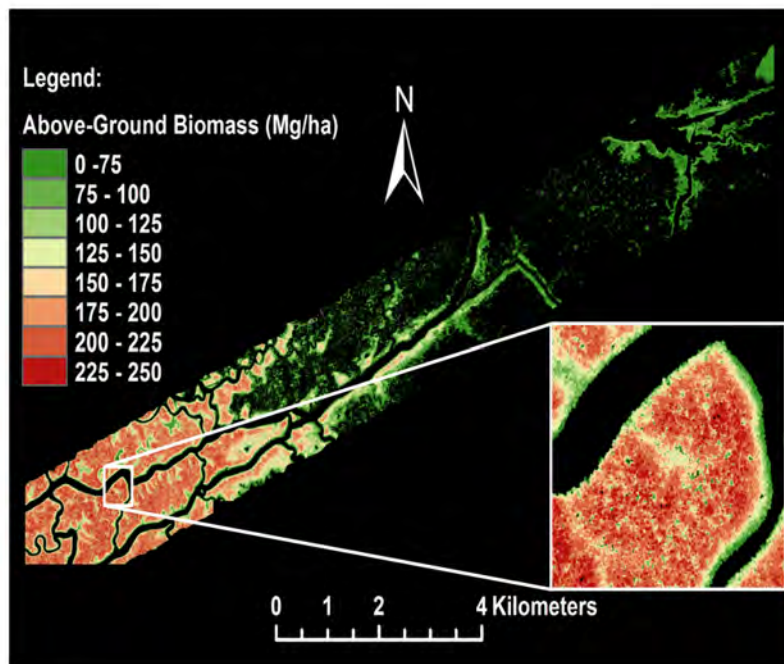 Legend:
Above-Ground Biomass (Mg/ha)
0 -75
75 - 100
100 - 125
125 - 150
150 - 175
175 - 200
200 - 225
225 - 250
N
0 1 2 4 Kilometers